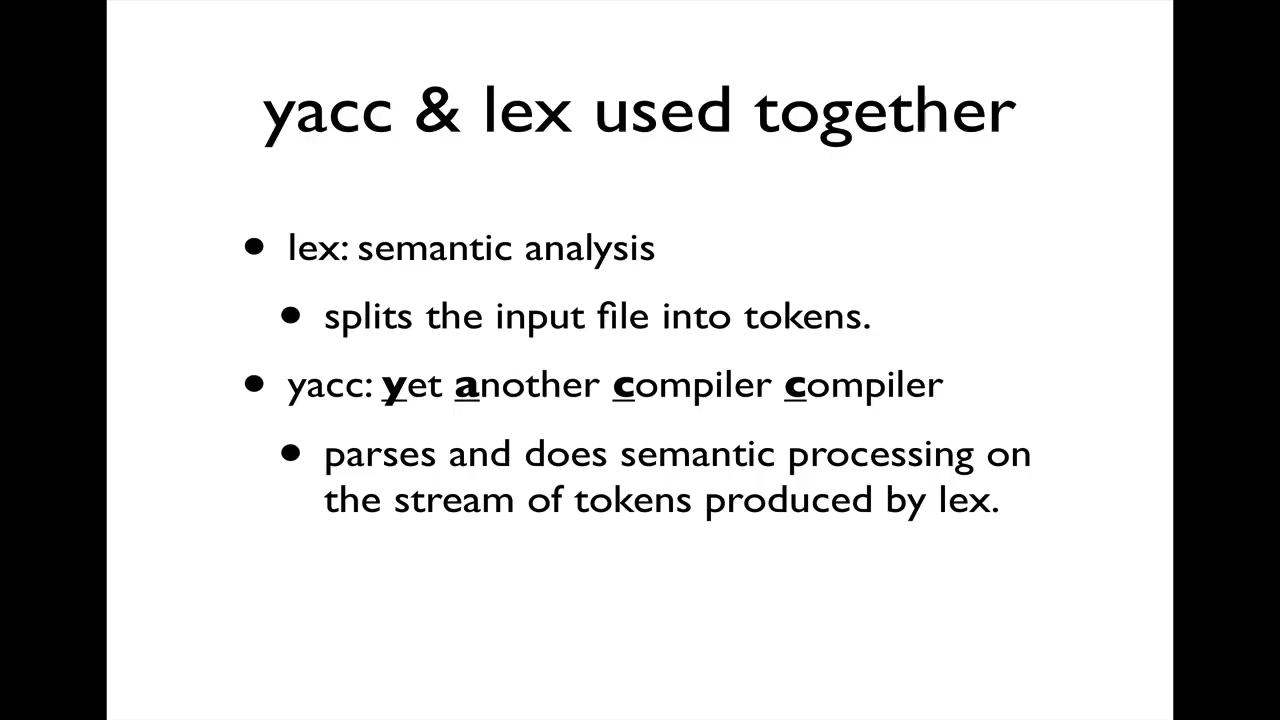 yacc & lex used together
• lex: semantic analysis
• splits the input file into tokens.
• yacc: yet another compiler compiler
• parses and does semantic processing on
the stream of tokens produced by lex.